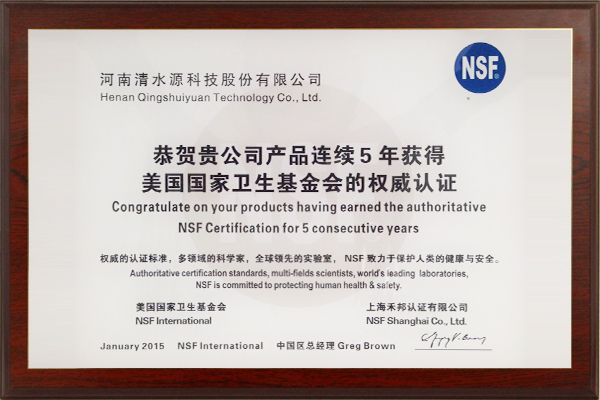 NSF
河南清水源科技股份有限公司
Henan Qingshuiyuan Technology Co., Ltd.
恭贺贵公司产品连续5年获得
美国国家卫生基金会的权威认证
Congratulate on your products having earned the authoritative
NSF Certification for 5 consecutive years
权威的认证标准，多领域的科学家，全球领先的实验室， NSF 致力于保护人类的健康与安全。
Authoritative certification standards, multi-fields scientists, world's leading laboratories,
NSF is committed to protecting human health & safety.
美国国家卫生基金会 上海禾邦认证有限公司
NSF International NSF Shanghai Co., Ltd.
January 2015 NSF International 中国区总经理 Greg Brown